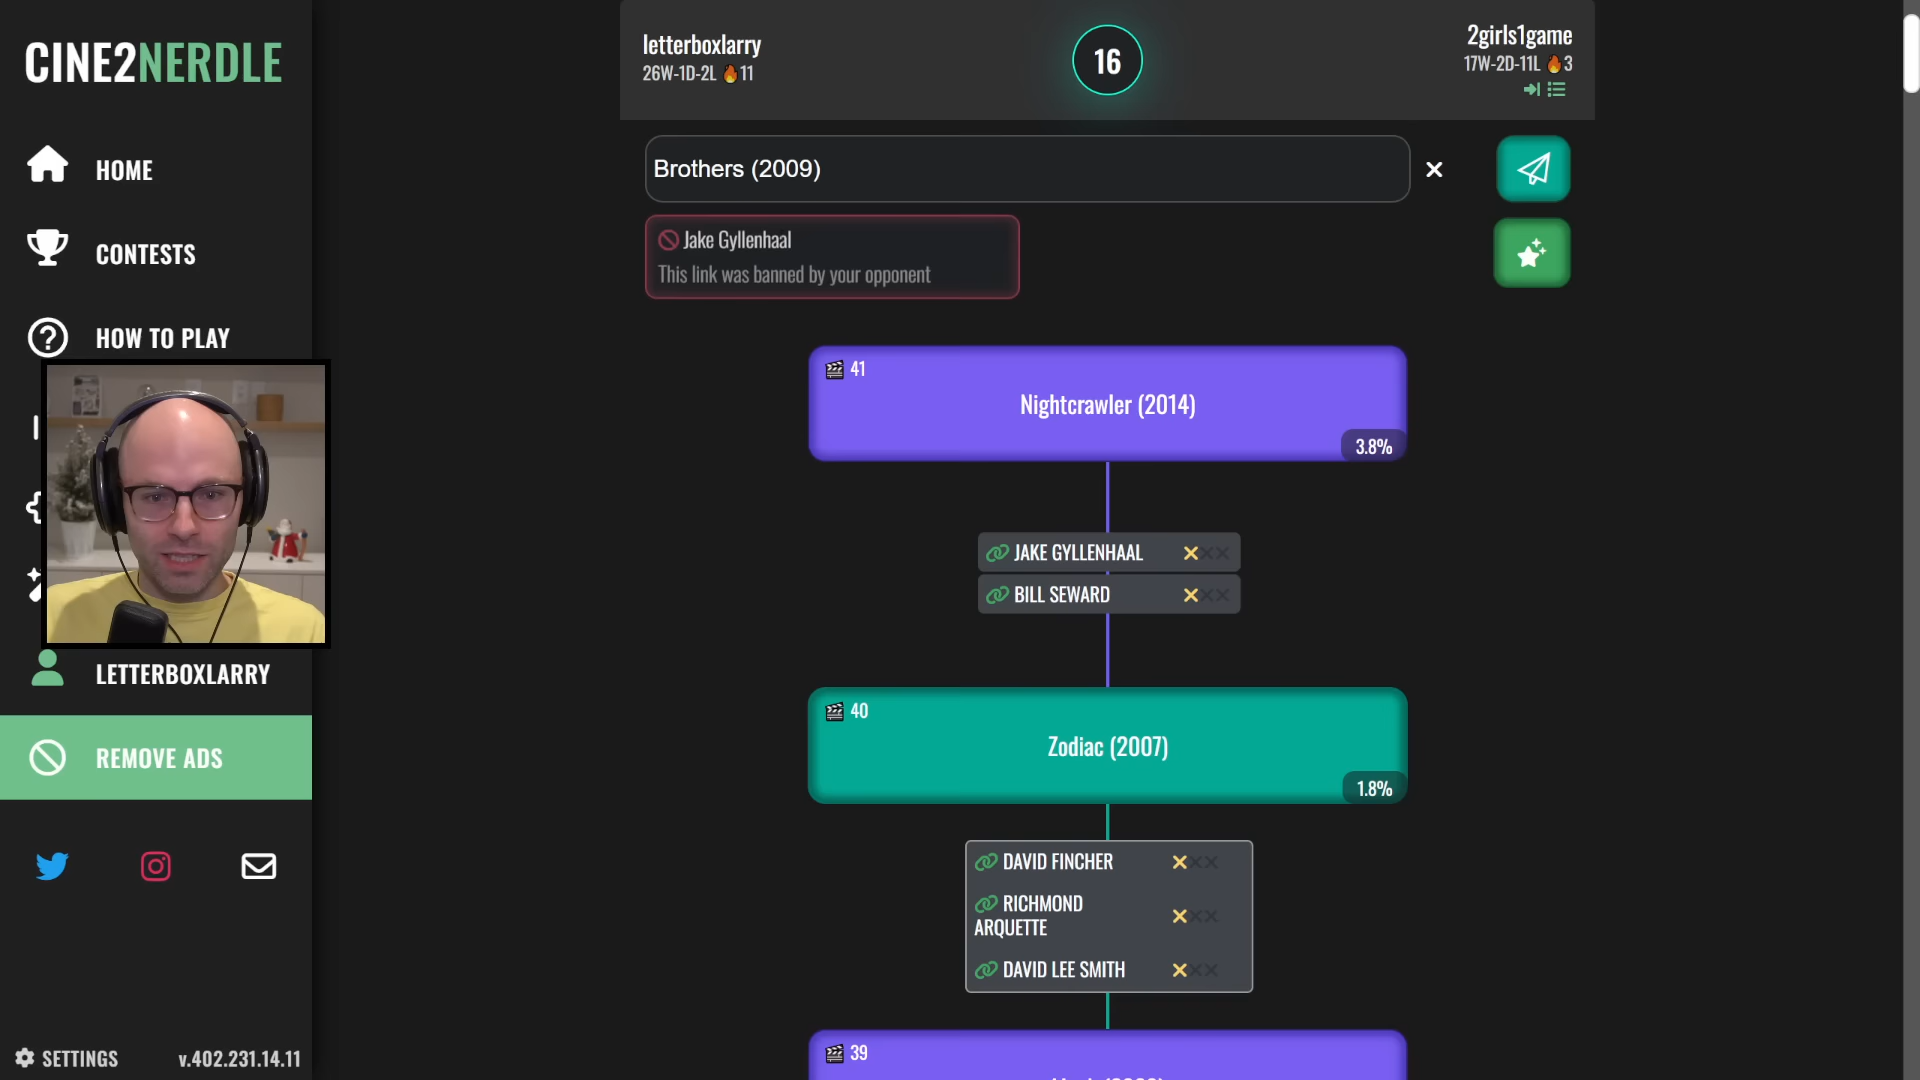 CINE2NERDLE
HOME
CONTESTS
HOW TO PLAY
LETTERBOXLARRY
REMOVE ADS
SETTINGS
v.402.231.14.11
letterboxlarry
26W-1D-2L 🔥11
16
2girls1game
17W-2D-11L 🔥3
Brothers (2009)
Jake Gyllenhaal
This link was banned by your opponent
41
Nightcrawler (2014)
3.8%
JAKE GYLLENHAAL
BILL SEWARD
40
Zodiac (2007)
1.8%
DAVID FINCHER
RICHMOND
ARQUETTE
DAVID LEE SMITH
39